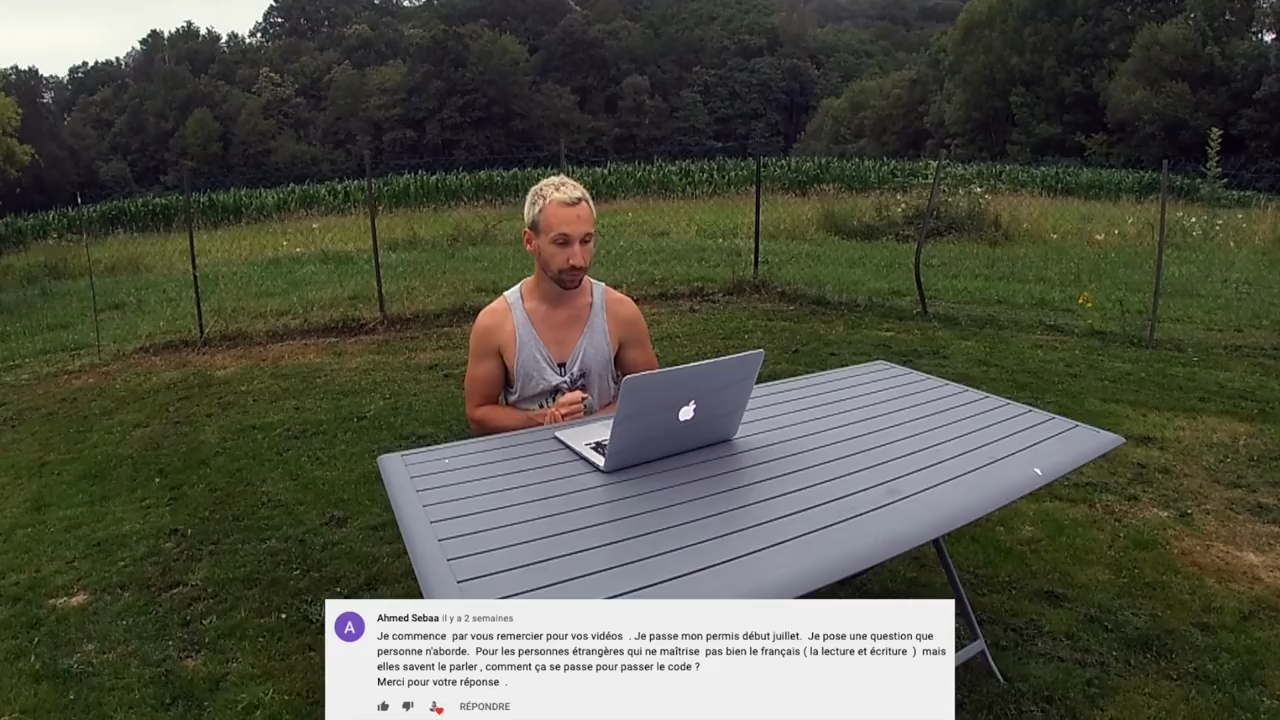 Ahmed Sebaa il y a 2 semaines
A
Je commence par vous remercier pour vos vidéos . Je passe mon permis début juillet. Je pose une question que
personne n'aborde. Pour les personnes étrangères qui ne maîtrise pas bien le français ( la lecture et écriture ) mais
elles savent le parler , comment ça se passe pour passer le code ?
Merci pour votre réponse .
RÉPONDRE